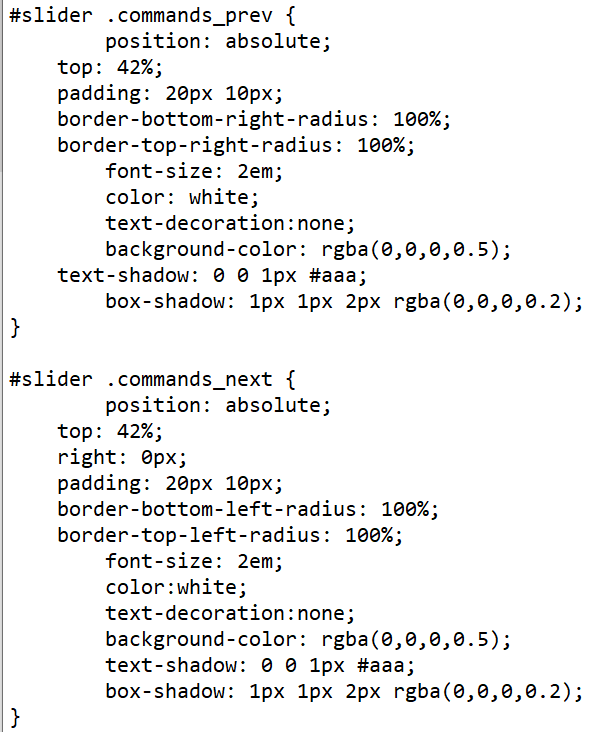 #slider .commands_prev {
        position: absolute;
    top: 42%;
    padding: 20px 10px;
    border-bottom-right-radius: 100%;
    border-top-right-radius: 100%;
        font-size: 2em;
        color: white;
        text-decoration:none;
        background-color: rgba(0,0,0,0.5);
    text-shadow: 0 0 1px #aaa;
        box-shadow: 1px 1px 2px rgba(0,0,0,0.2);
}

#slider .commands_next {
        position: absolute;
    top: 42%;
    right: 0px;
    padding: 20px 10px;
    border-bottom-left-radius: 100%;
    border-top-left-radius: 100%;
        font-size: 2em;
        color:white;
        text-decoration:none;
        background-color: rgba(0,0,0,0.5);
        text-shadow: 0 0 1px #aaa;
        box-shadow: 1px 1px 2px rgba(0,0,0,0.2);
}